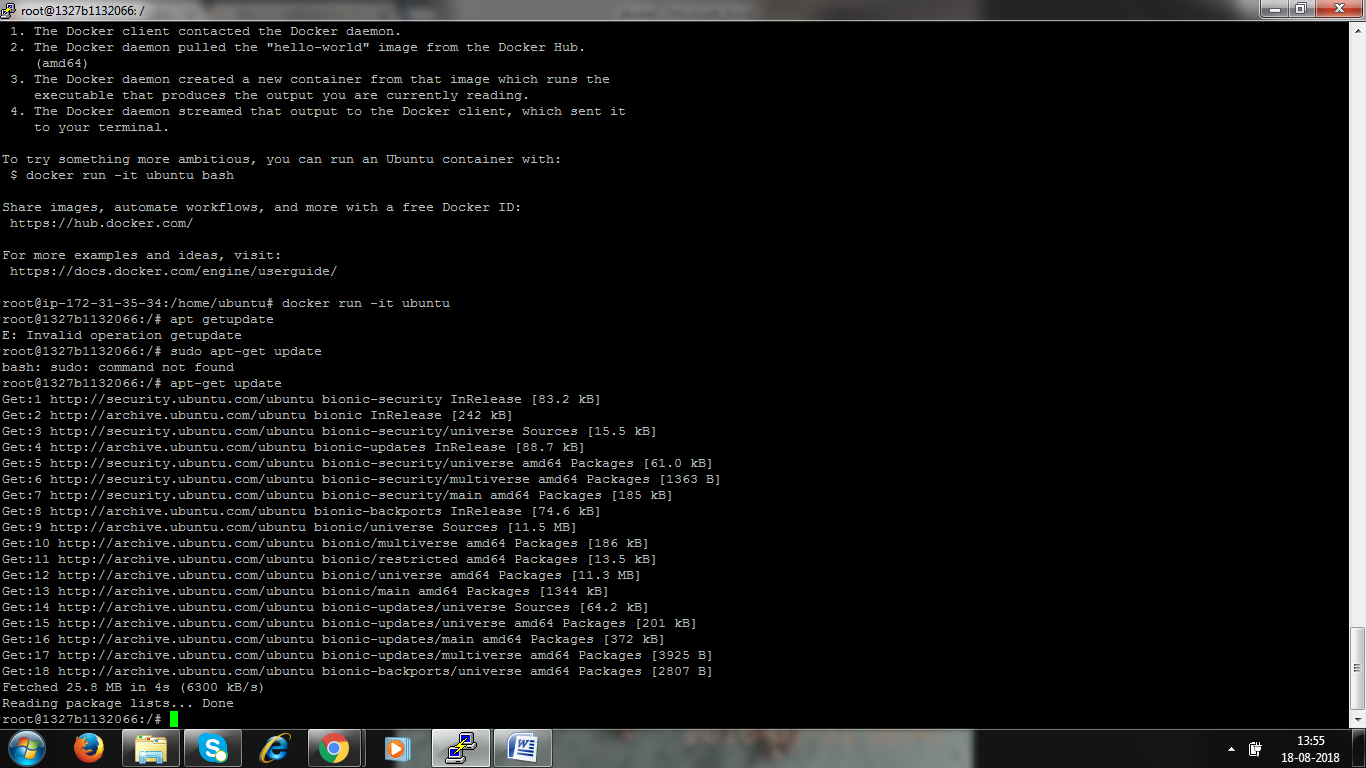 root@1327b1132066: /
1. The Docker client contacted the Docker daemon.
2. The Docker daemon pulled the "hello-world" image from the Docker Hub.
(amd64)
3. The Docker daemon created a new container from that image which runs the
executable that produces the output you are currently reading.
4. The Docker daemon streamed that output to the Docker client, which sent it
to your terminal.
To try something more ambitious, you can run an Ubuntu container with:
$ docker run -it ubuntu bash
Share images, automate workflows, and more with a free Docker ID:
https://hub.docker.com/
For more examples and ideas, visit:
https://docs.docker.com/engine/userguide/
root@ip-172-31-35-34:/home/ubuntu# docker run -it ubuntu
root@1327b1132066:/# apt getupdate
E: Invalid operation getupdate
root@1327b1132066:/# sudo apt-get update
bash: sudo: command not found
root@1327b1132066:/# apt-get update
Get:1 http://security.ubuntu.com/ubuntu bionic-security InRelease [83.2 kB]
Get:2 http://archive.ubuntu.com/ubuntu bionic InRelease [242 kB]
Get:3 http://security.ubuntu.com/ubuntu bionic-security/universe Sources [15.5 kB]
Get:4 http://archive.ubuntu.com/ubuntu bionic-updates InRelease [88.7 kB]
Get:5 http://security.ubuntu.com/ubuntu bionic-security/universe amd64 Packages [61.0 kB]
Get:6 http://security.ubuntu.com/ubuntu bionic-security/multiverse amd64 Packages [1363 B]
Get:7 http://security.ubuntu.com/ubuntu bionic-security/main amd64 Packages [185 kB]
Get:8 http://archive.ubuntu.com/ubuntu bionic-backports InRelease [74.6 kB]
Get:9 http://archive.ubuntu.com/ubuntu bionic/universe Sources [11.5 MB]
Get:10 http://archive.ubuntu.com/ubuntu bionic/multiverse amd64 Packages [186 kB]
Get:11 http://archive.ubuntu.com/ubuntu bionic/restricted amd64 Packages [13.5 kB]
Get:12 http://archive.ubuntu.com/ubuntu bionic/universe amd64 Packages [11.3 MB]
Get:13 http://archive.ubuntu.com/ubuntu bionic/main amd64 Packages [1344 kB]
Get:14 http://archive.ubuntu.com/ubuntu bionic-updates/universe Sources [64.2 kB]
Get:15 http://archive.ubuntu.com/ubuntu bionic-updates/universe amd64 Packages [201 kB]
Get:16 http://archive.ubuntu.com/ubuntu bionic-updates/main amd64 Packages [372 kB]
Get:17 http://archive.ubuntu.com/ubuntu bionic-updates/multiverse amd64 Packages [3925 B]
Get:18 http://archive.ubuntu.com/ubuntu bionic-backports/universe amd64 Packages [2807 B]
Fetched 25.8 MB in 4s (6300 kB/s)
Reading package lists... Done
root@1327b1132066:/#
13:55
18-08-2018